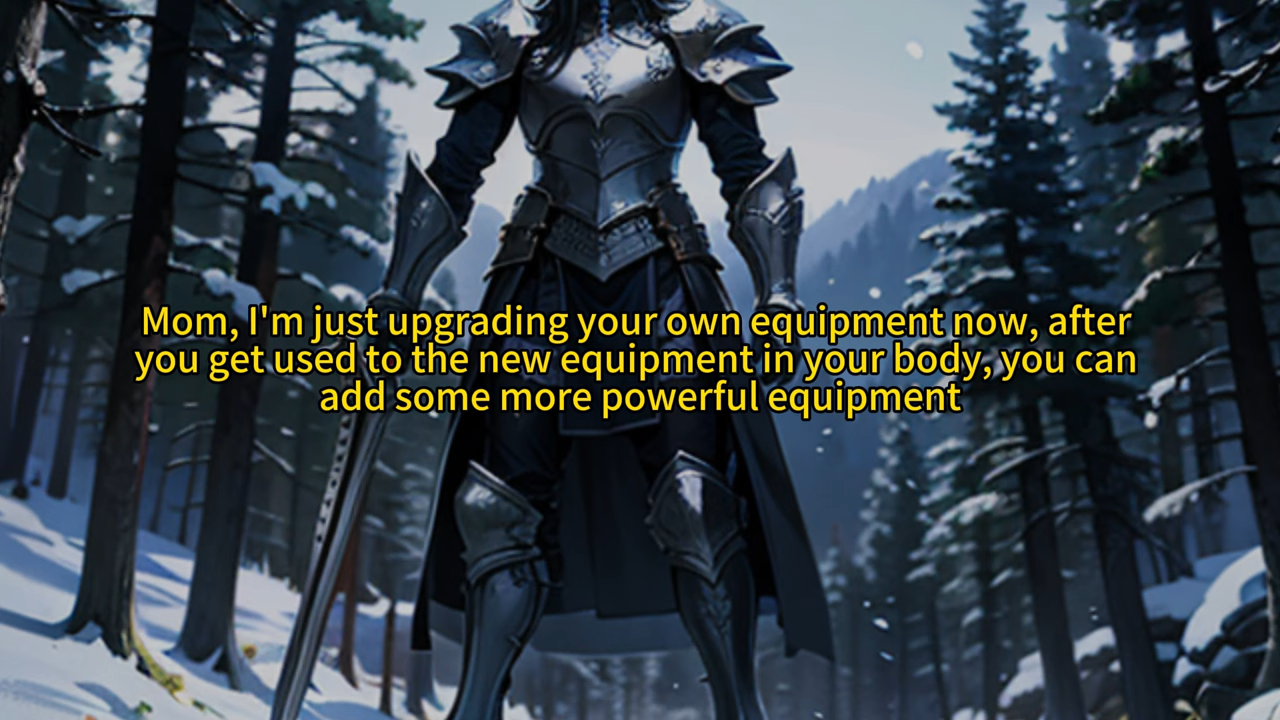 Mom, I'm just upgrading your own equipment now, after
you get used to the new equipment in your body, you can
add some more powerful equipment